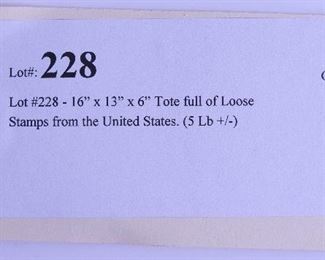 Lot#: 228
Lot #228 - 16” x 13” x 6” Tote full of Loose
Stamps from the United States. (5 Lb +/-)